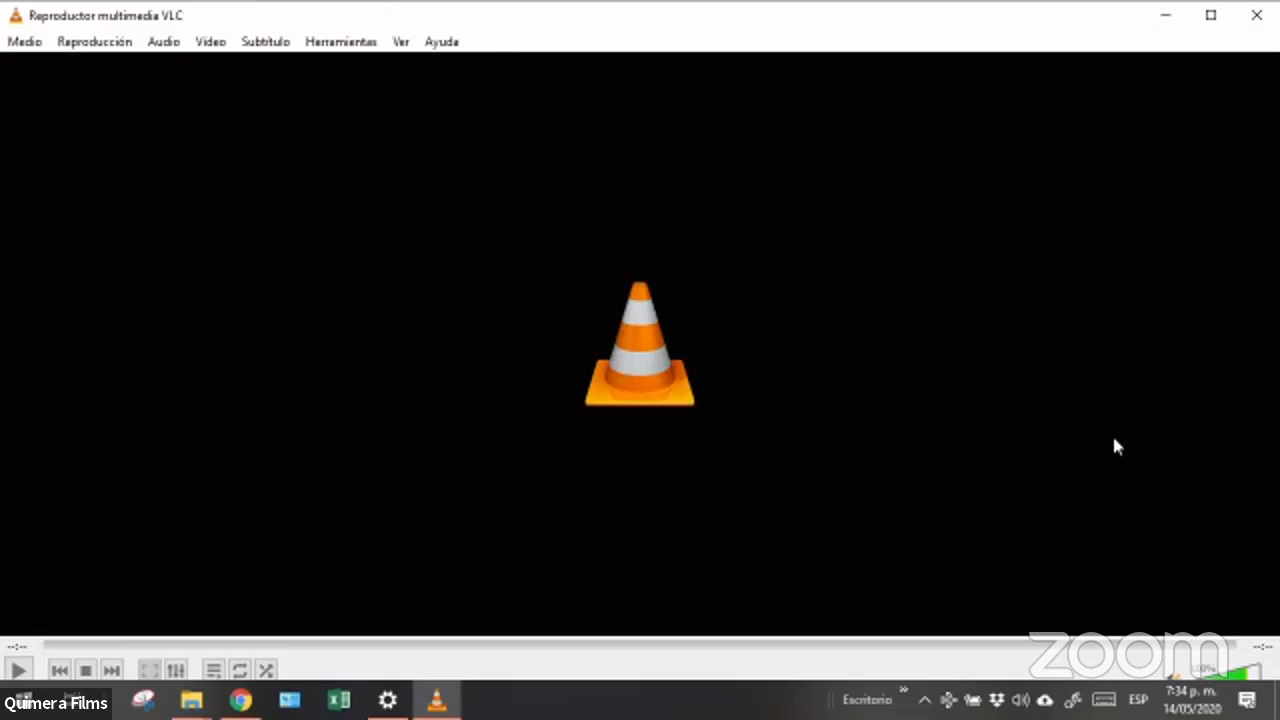 Reproductor multimedia VLC
Medio Reproducción Audio Vídeo Subtítulo Herramientas Ver Ayuda
--:-- --:--
zoom
100%
Quimera Films
Escritorio » ESP 7:34 p. m.
14/05/2020